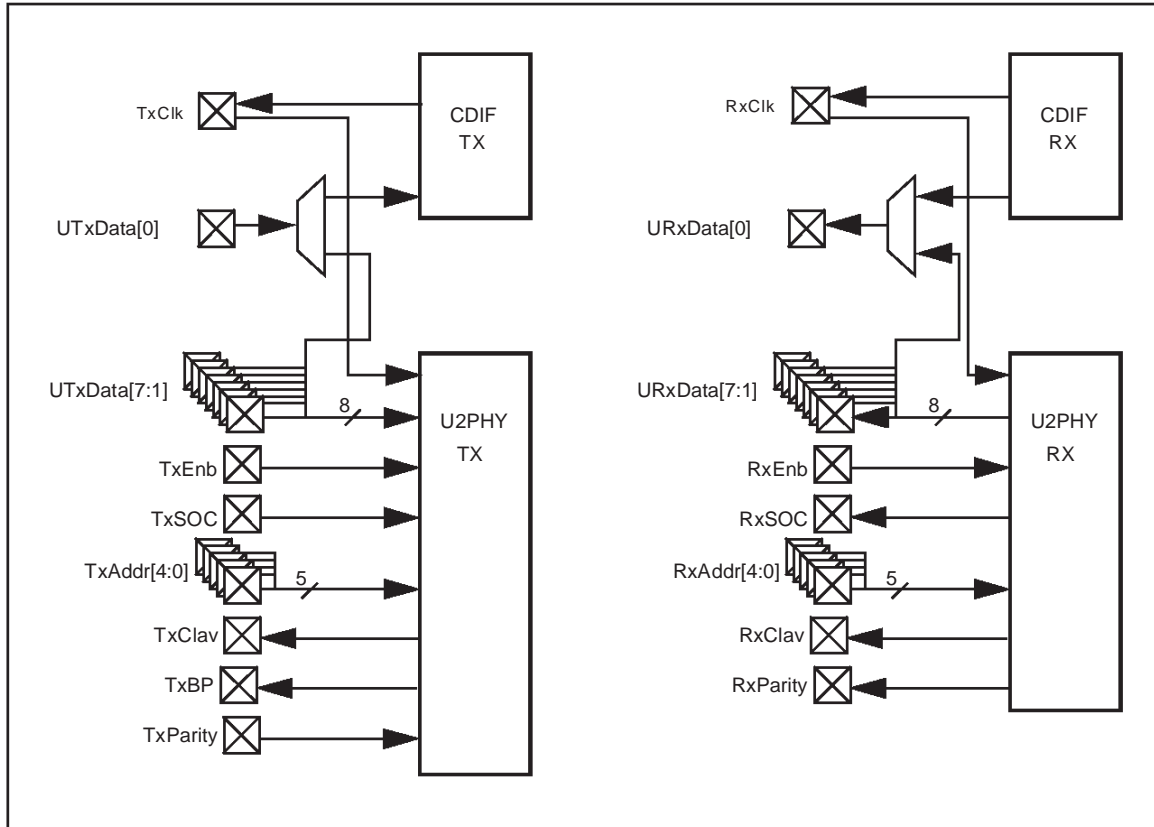 TxClk
CDIF
TX
UTxData[0]
UTxData[7:1]
8
U2PHY
TX
TxEnb
TxSOC
TxAddr[4:0]
5
TxClav
TxBP
TxParity
RxClk
CDIF
RX
URxData[0]
URxData[7:1]
8
U2PHY
RX
RxEnb
RxSOC
RxAddr[4:0]
5
RxClav
RxParity